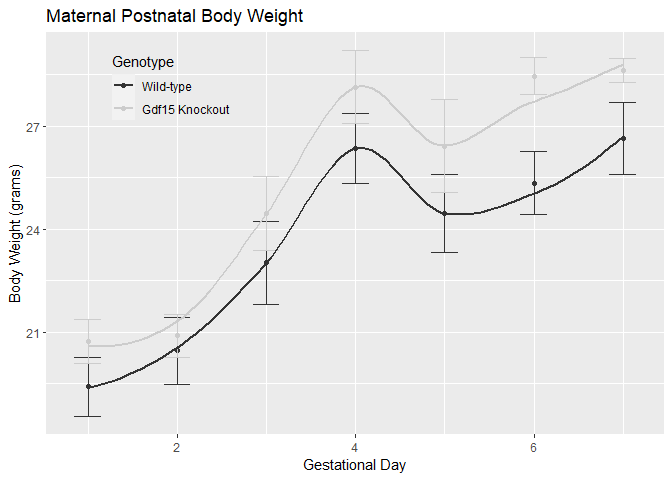 Maternal Postnatal Body Weight
Genotype
Wild-type
Gdf15 Knockout
Body Weight (grams)
27
24
21
2
4
6
Gestational Day